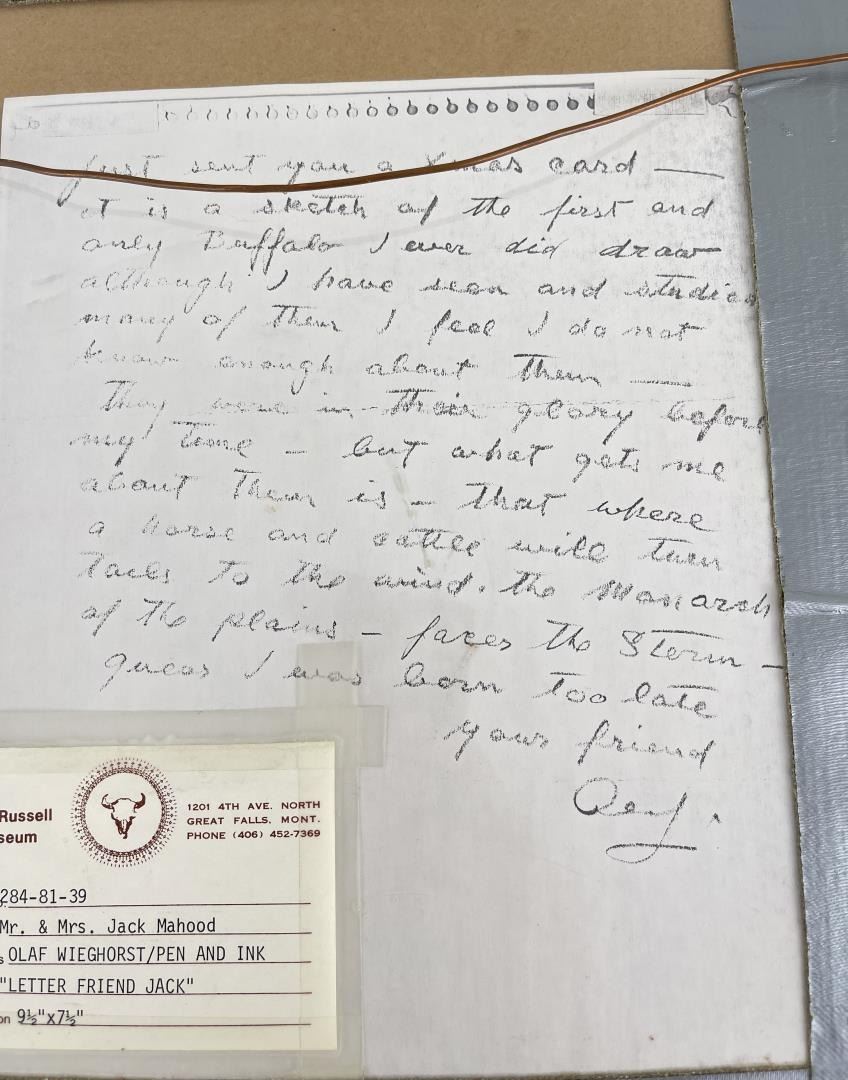 Just sent you a Xmas card —
it is a sketch of the first and
only Buffalo I ever did draw
although I have seen and studied
many of them I feel I do not
know enough about them —
They were in their glory before
my time – but what gets me
about them is – that where
a horse and cattle will turn
tails to the wind. the Monarch
of the plains – faces the storm –
guess I was born too late
your friend
Russell
seum
1201 4TH AVE. NORTH
GREAT FALLS, MONT.
PHONE (406) 452-7369
284-81-39
Mr. & Mrs. Jack Mahood
s OLAF WIEGHORST/PEN AND INK
"LETTER FRIEND JACK"
on 9½"x7½"